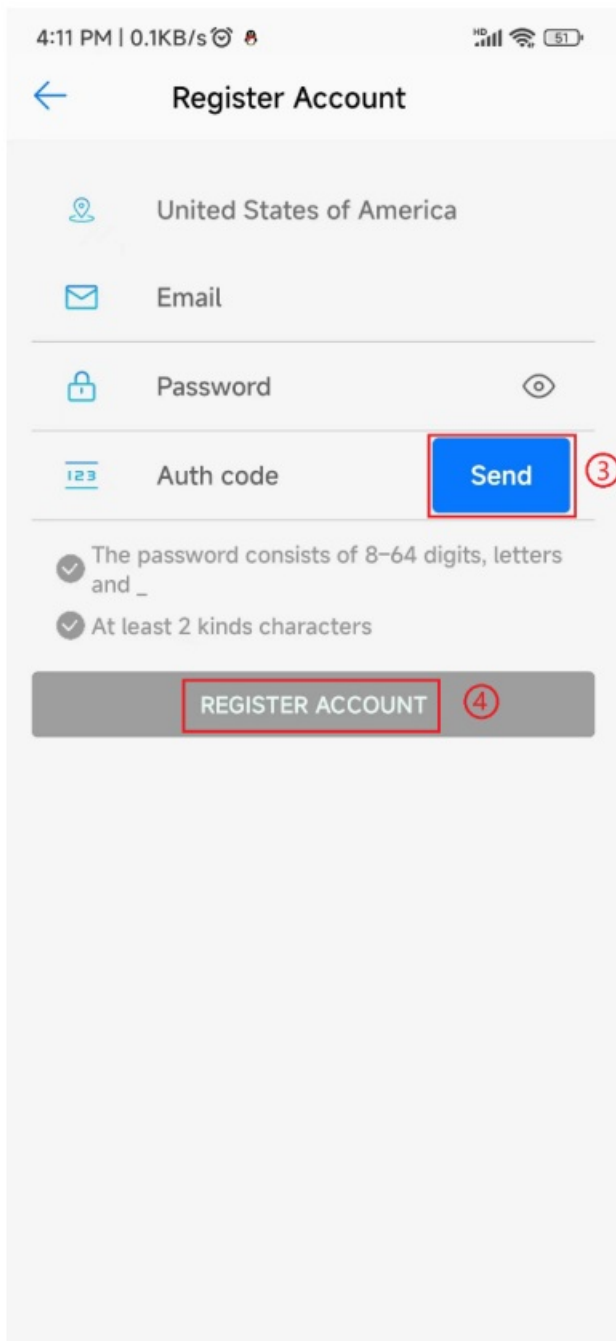 4:11 PM | 0.1KB/s HD 51
Register Account
United States of America
Email
Password
123 Auth code Send ③
The password consists of 8-64 digits, letters
and _
At least 2 kinds characters
REGISTER ACCOUNT ④